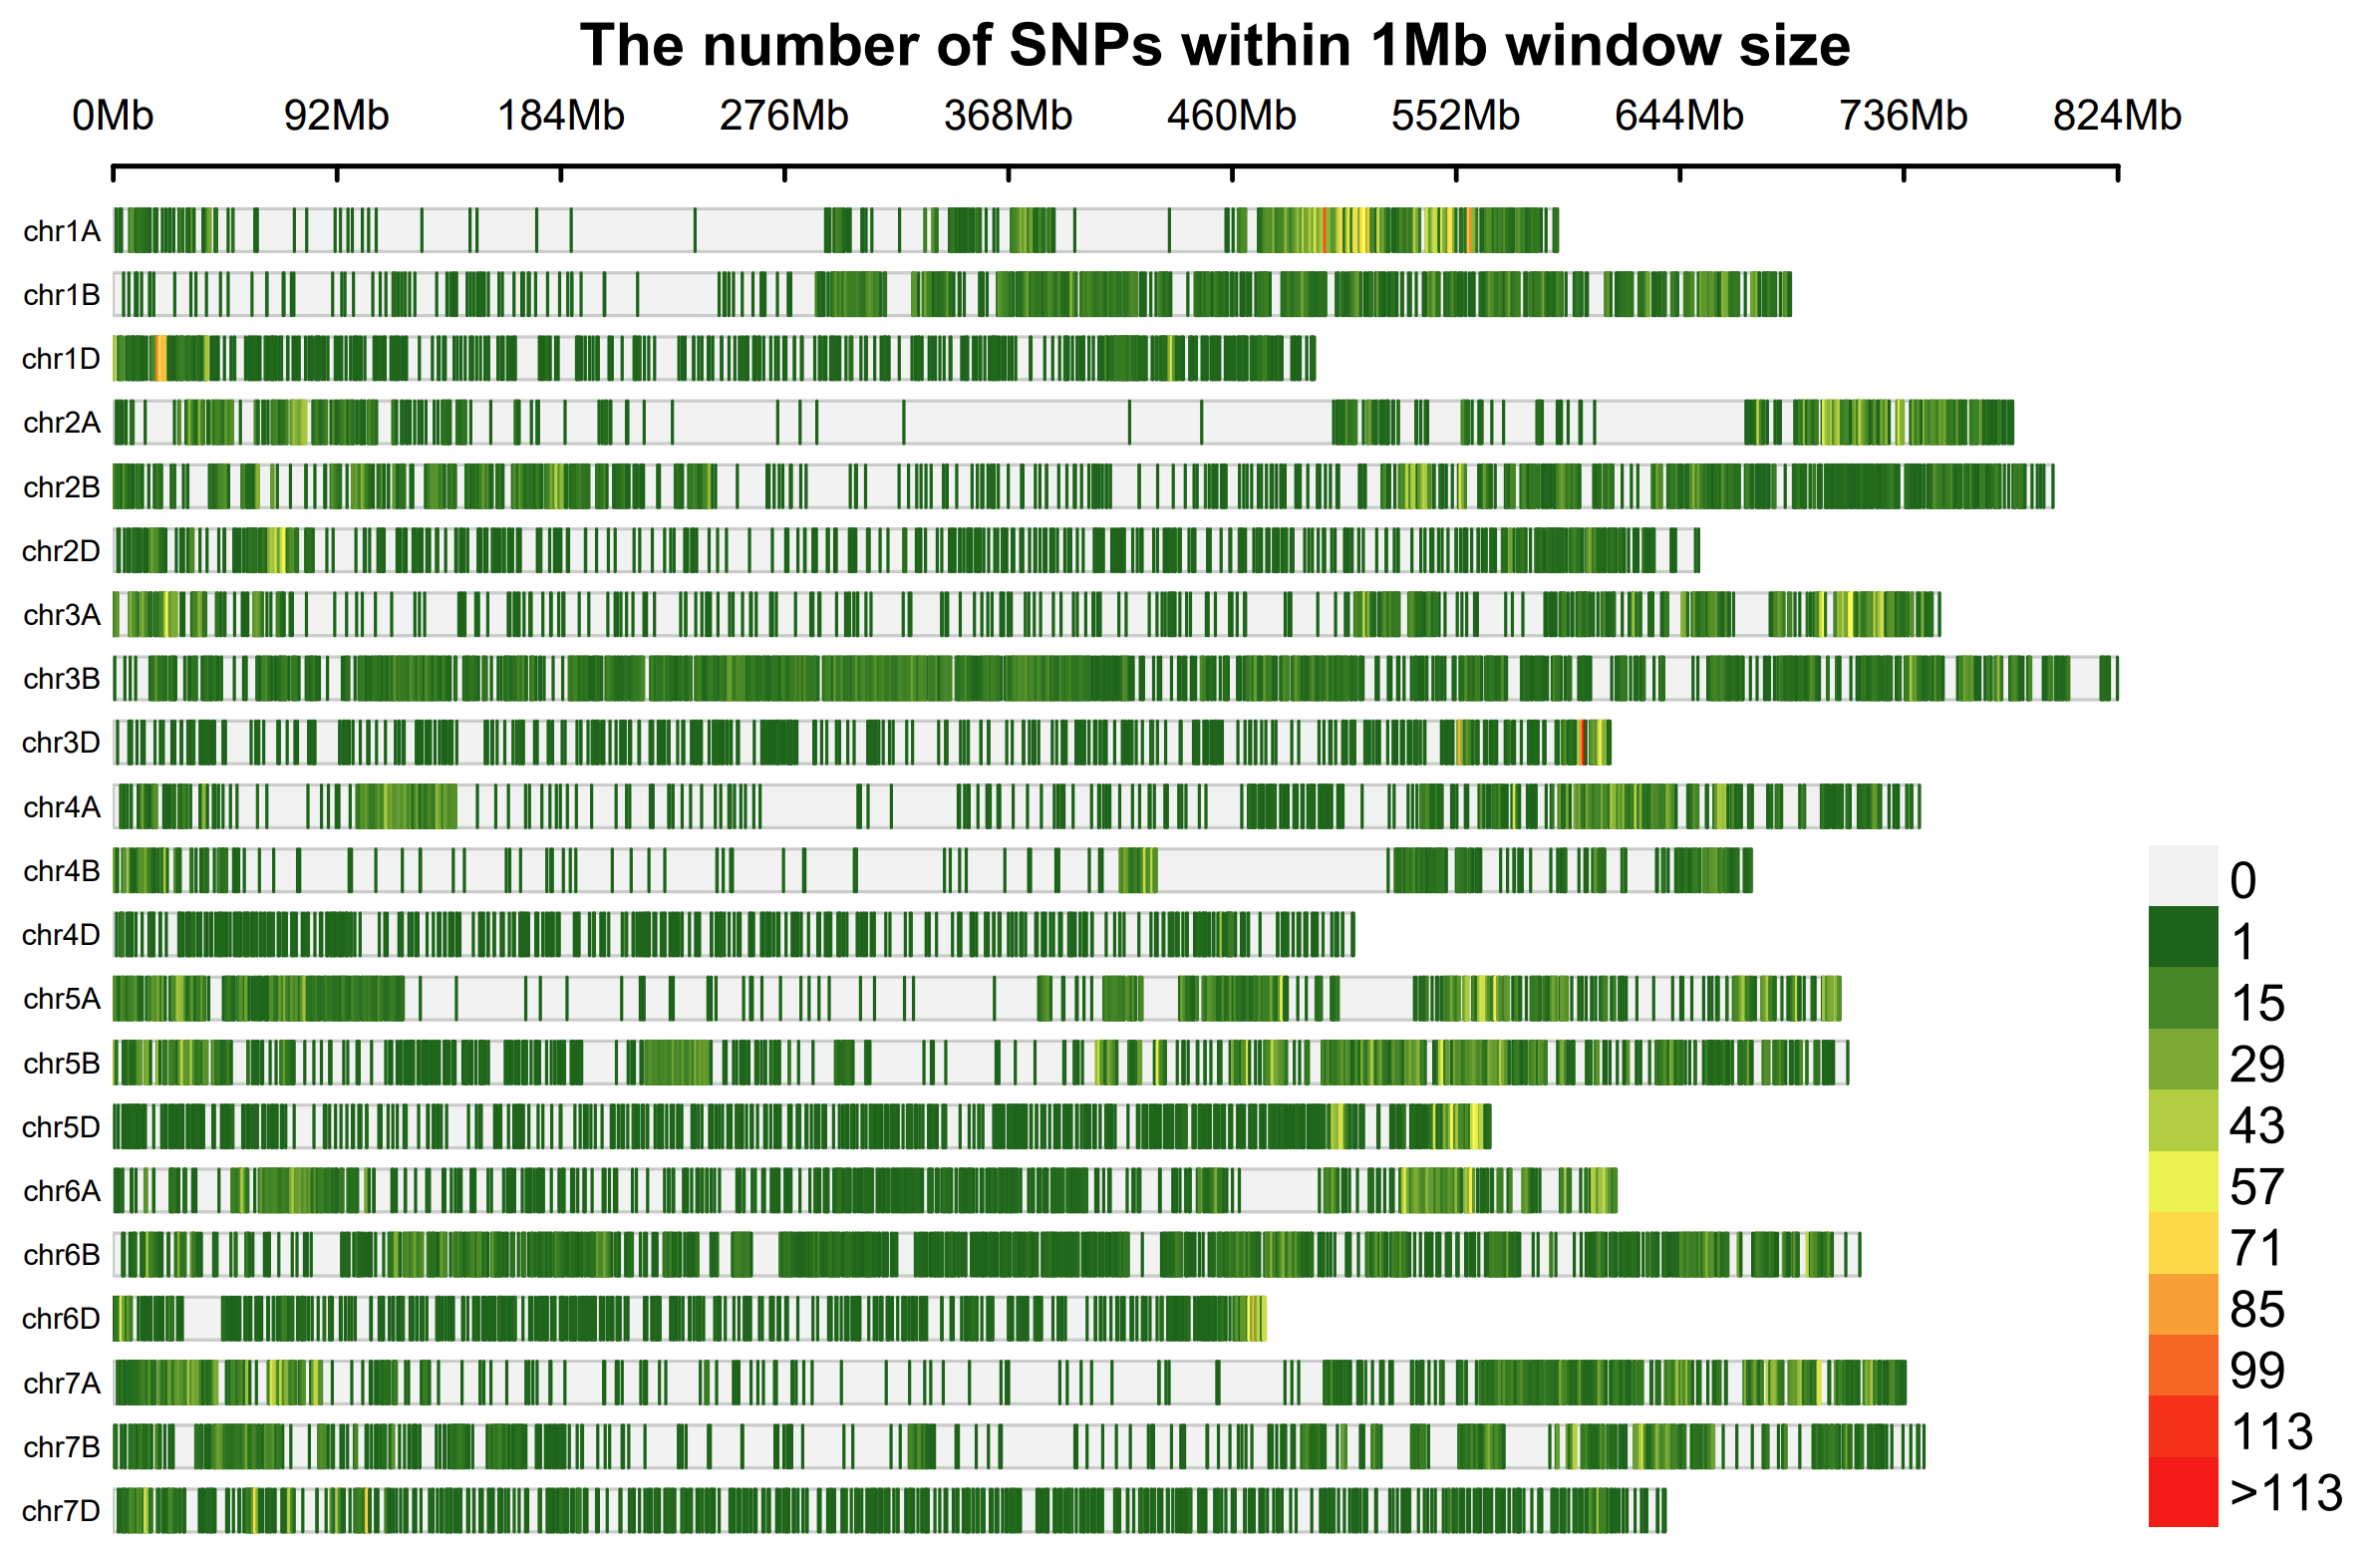 The number of SNPs within 1Mb window size
0Mb 92Mb 184Mb 276Mb 368Mb 460Mb 552Mb 644Mb 736Mb 824Mb
chr1A
chr1B
chr1D
chr2A
chr2B
chr2D
chr3A
chr3B
chr3D
chr4A
chr4B
chr4D
chr5A
chr5B
chr5D
chr6A
chr6B
chr6D
chr7A
chr7B
chr7D
0
1
15
29
43
57
71
85
99
113
>113